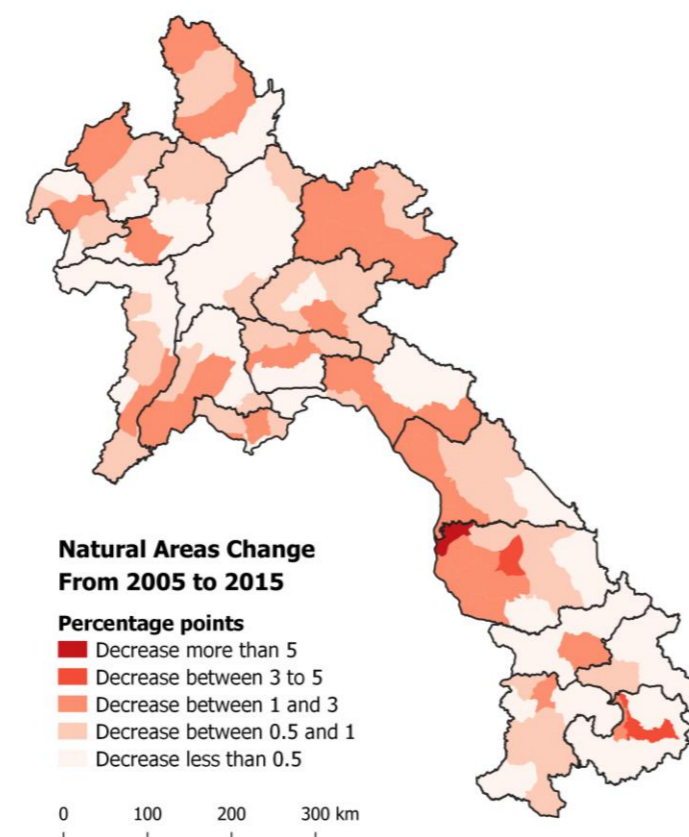 Natural Areas Change
From 2005 to 2015
Percentage points
Decrease more than 5
Decrease between 3 to 5
Decrease between 1 and 3
Decrease between 0.5 and 1
Decrease less than 0.5
0 100 200 300 km